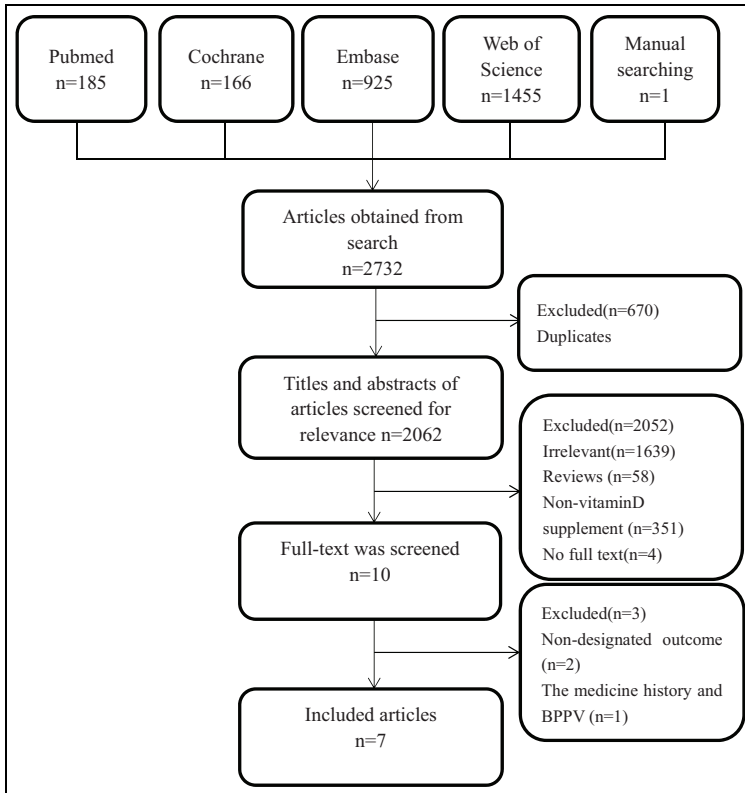 Pubmed
n=185
Cochrane
n=166
Embase
n=925
Web of
Science
n=1455
Manual
searching
n=1
Articles obtained from
search
n=2732
Excluded(n=670)
Duplicates
Titles and abstracts of
articles screened for
relevance n=2062
Excluded(n=2052)
Irrelevant(n=1639)
Reviews (n=58)
Non-vitaminD
supplement (n=351)
No full text(n=4)
Full-text was screened
n=10
Excluded(n=3)
Non-designated outcome
(n=2)
The medicine history and
BPPV (n=1)
Included articles
n=7